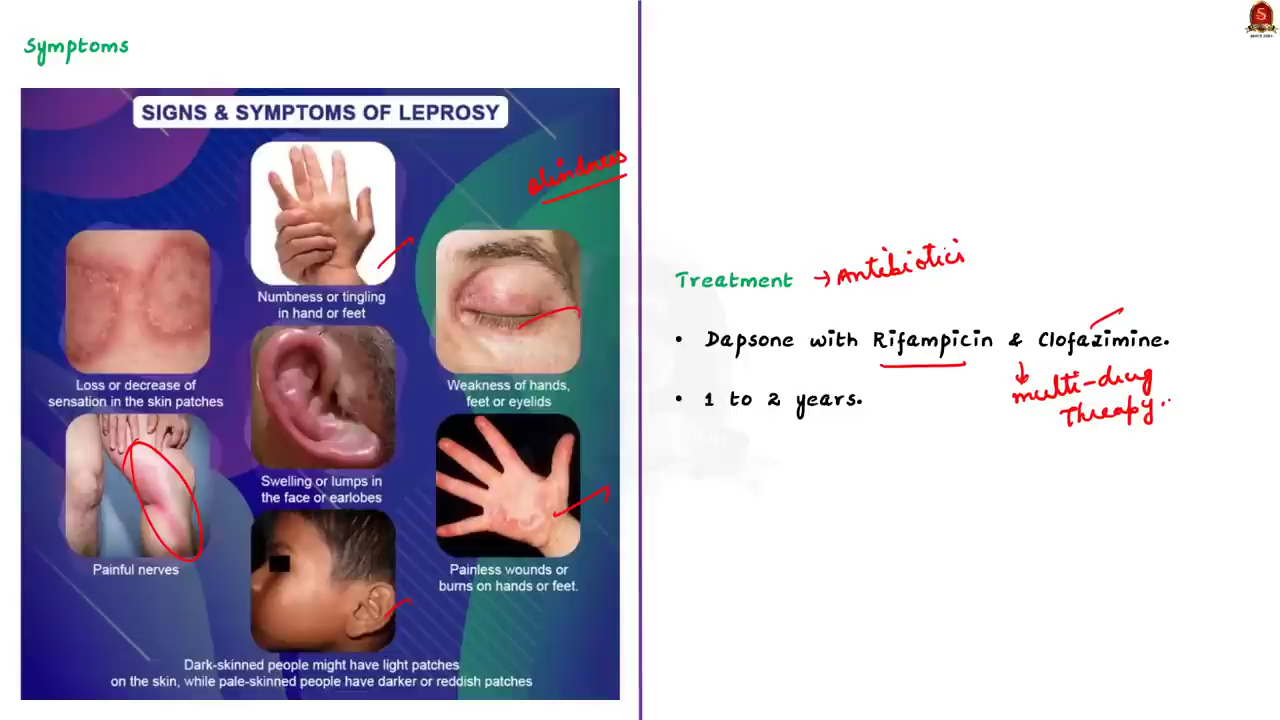 Symptoms
SIGNS & SYMPTOMS OF LEPROSY
blindness
Numbness or tingling
in hand or feet
Loss or decrease of
sensation in the skin patches
Weakness of hands,
feet or eyelids
Swelling or lumps in
the face or earlobes
Painful nerves
Painless wounds or
burns on hands or feet.
Dark-skinned people might have light patches
on the skin, while pale-skinned people have darker or reddish patches
Treatment → Antibiotics
• Dapsone with Rifampicin & Clofazimine.
↓
multi-drug
Threapy.
• 1 to 2 years.
S